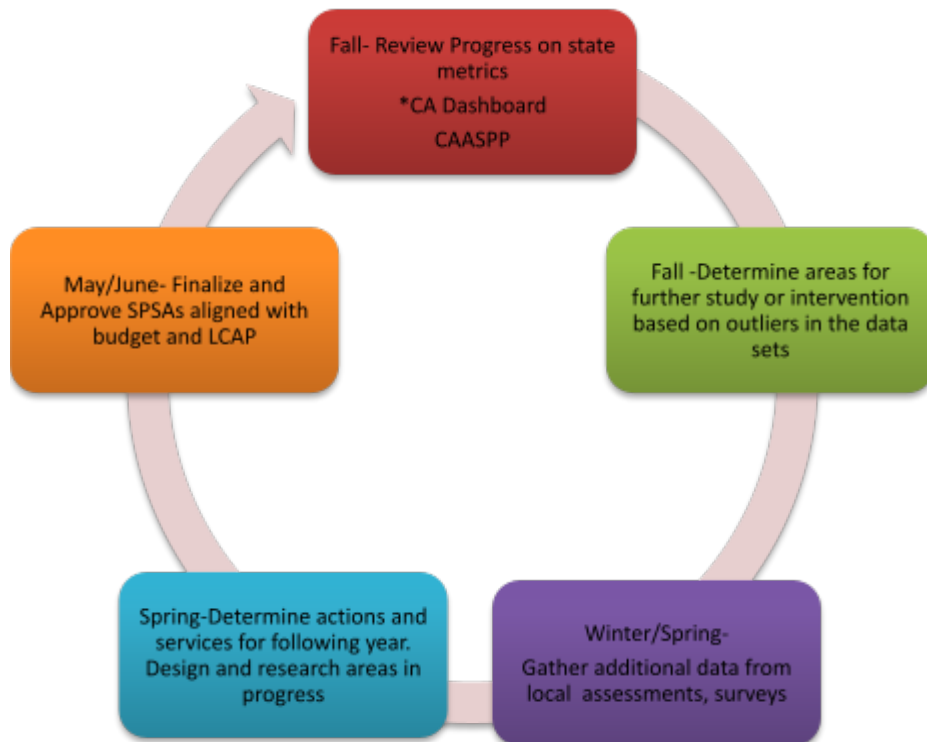 Fall- Review Progress on state
metrics
*CA Dashboard
CAASPP
Fall -Determine areas for
further study or intervention
based on outliers in the data
sets
Winter/Spring-
Gather additional data from
local  assessments, surveys
Spring-Determine actions and
services for following year.
Design and research areas in
progress
May/June- Finalize and
Approve SPSAs aligned with
budget and LCAP